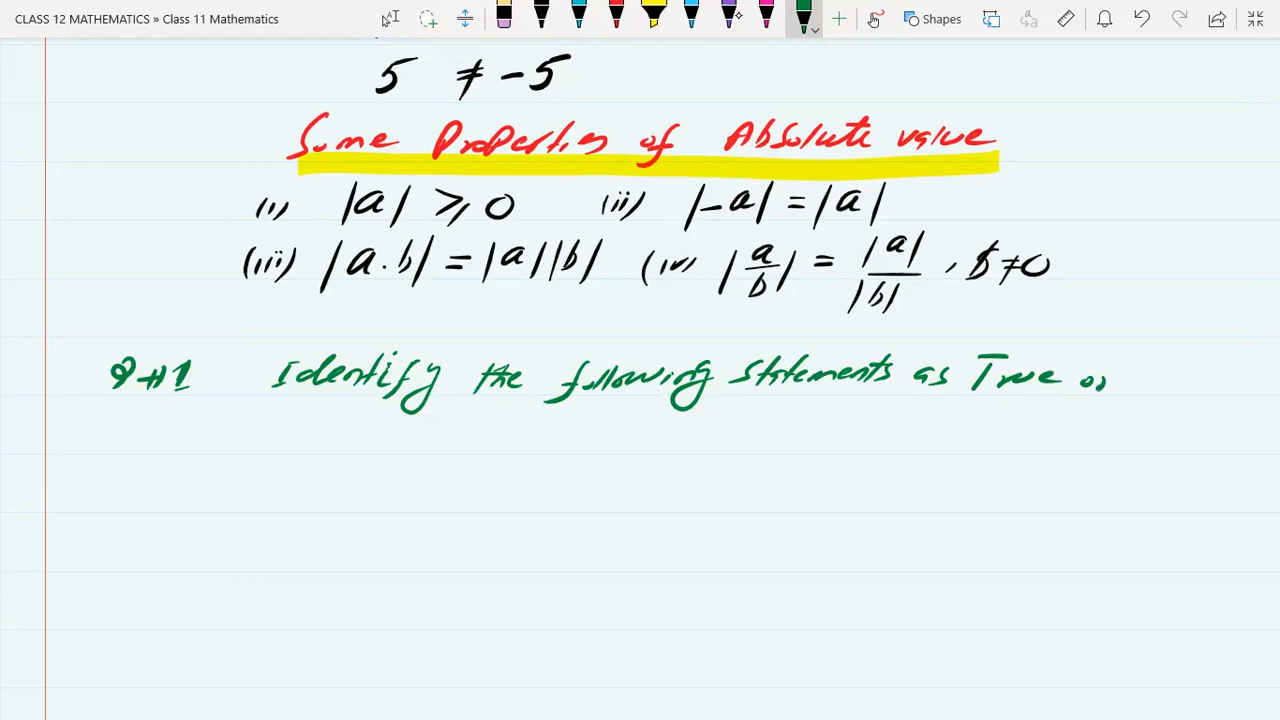 CLASS 12 MATHEMATICS » Class 11 Mathematics
Shapes
5 ≠ -5
Some Properties of Absolute value
(i) |a| ≥ 0 (ii) |-a| = |a|
(iii) |a.b| = |a||b| (iv) |a/b| = |a|/|b| , b ≠ 0
Q#1 Identify the following statements as True or